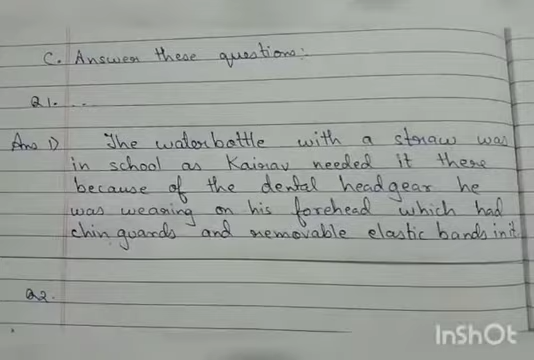 C. Answer these questions:
Q1. ..
Ans 1) The waterbottle with a straw was
in school as Kairav needed it there
because of the dental headgear he
was wearing on his forehead which had
chin guards and removable elastic bands in it.
Q2.
InShOt